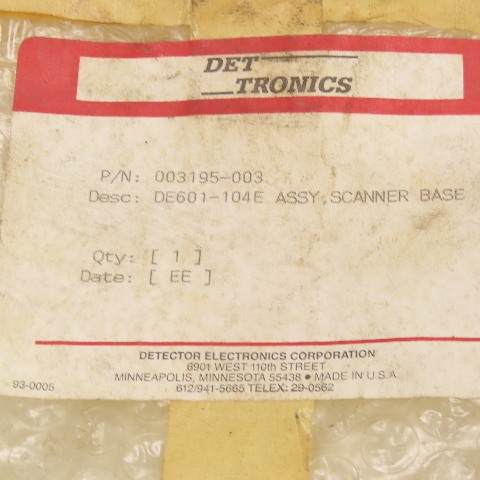 DET
TRONICS
P/N: 003195-003
Desc: DE601-104E ASSY,SCANNER BASE
Qty: [ 1 ]
Date: [ EE ]
DETECTOR ELECTRONICS CORPORATION
6901 WEST 110th STREET
MINNEAPOLIS, MINNESOTA 55438 • MADE IN U.S.A.
93-0005 612/941-5665 TELEX: 29-0562